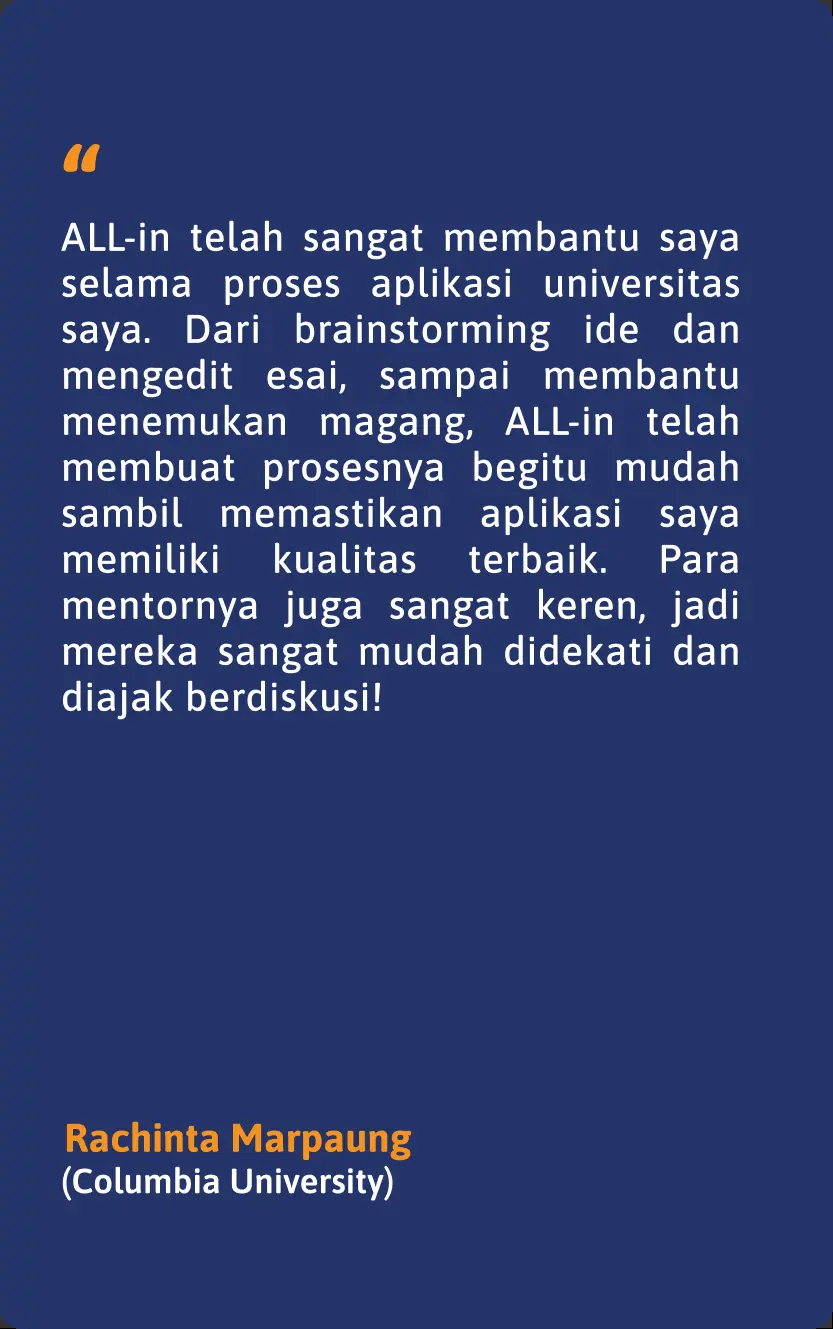 “
ALL-in telah sangat membantu saya
selama proses aplikasi universitas
saya. Dari brainstorming ide dan
mengedit esai, sampai membantu
menemukan magang, ALL-in telah
membuat prosesnya begitu mudah
sambil memastikan aplikasi saya
memiliki kualitas terbaik. Para
mentornya juga sangat keren, jadi
mereka sangat mudah didekati dan
diajak berdiskusi!
Rachinta Marpaung
(Columbia University)